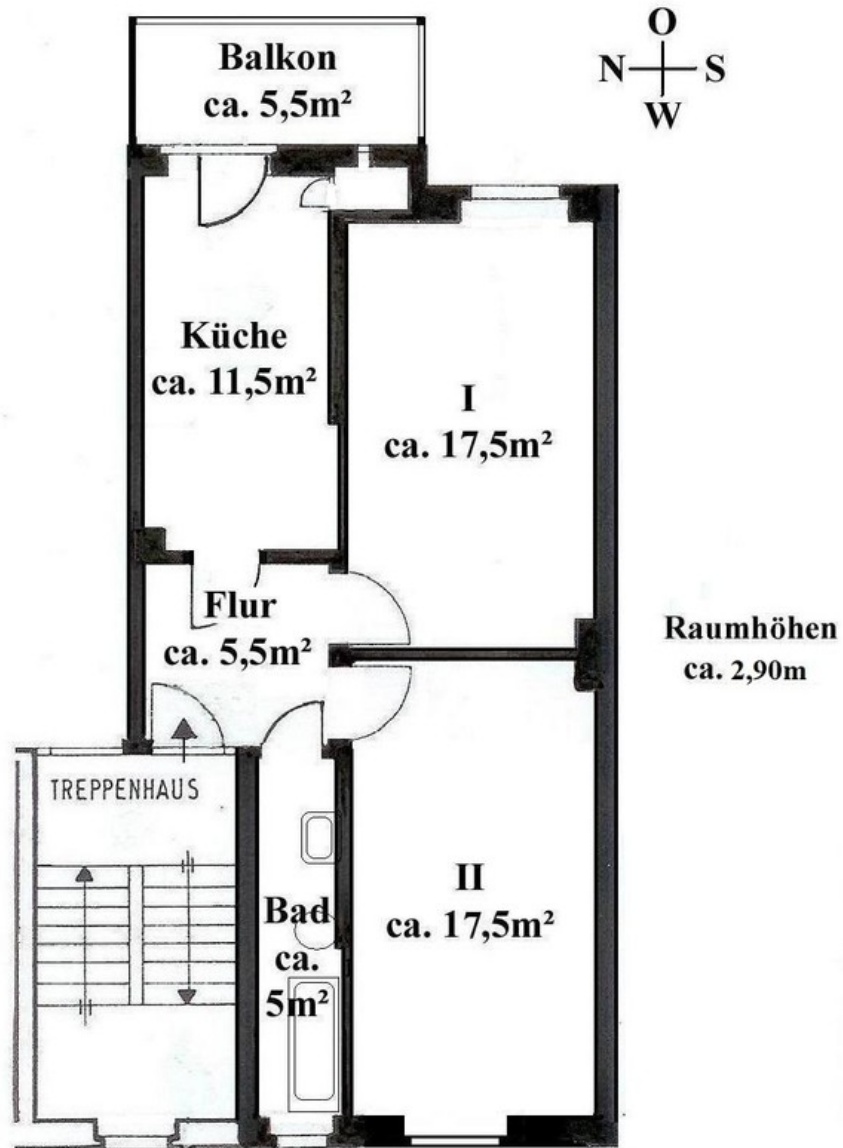 Balkon
ca. 5,5m²
O
N S
W
Küche
ca. 11,5m²
I
ca. 17,5m²
Flur
ca. 5,5m²
Raumhöhen
ca. 2,90m
TREPPENHAUS
II
ca. 17,5m²
Bad
ca.
5m²